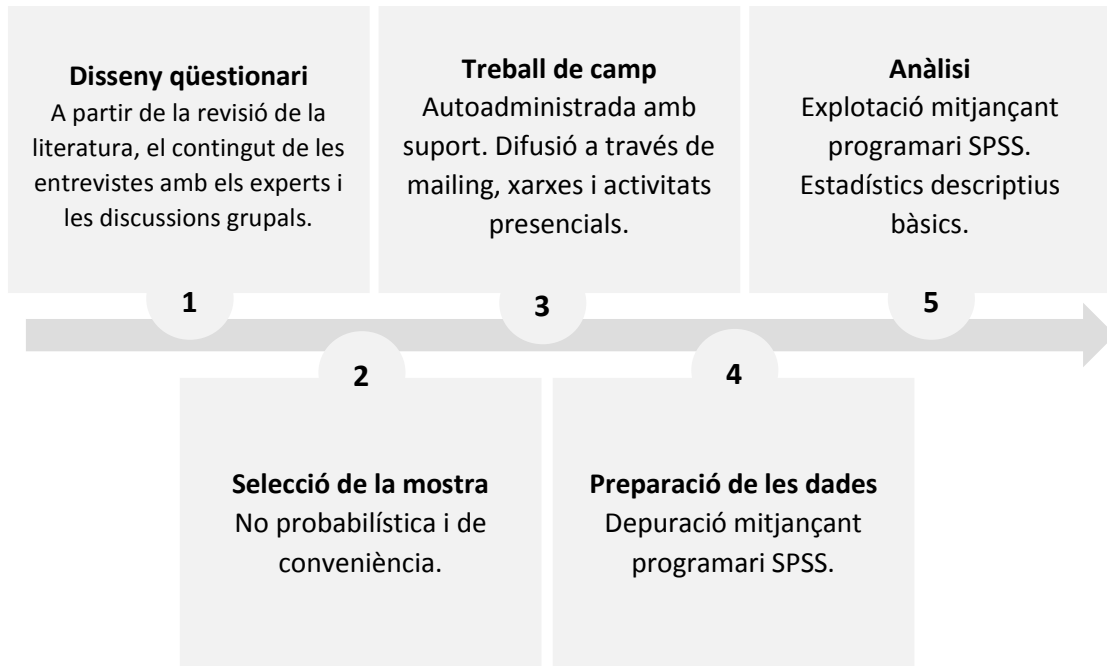 Disseny qüestionari
A partir de la revisió de la
literatura, el contingut de les
entrevistes amb els experts i
les discussions grupals.
1
Selecció de la mostra
No probabilística i de
conveniència.
2
Treball de camp
Autoadministrada amb
suport. Difusió a través de
mailing, xarxes i activitats
presencials.
3
Preparació de les dades
Depuració mitjançant
programari SPSS.
4
Anàlisi
Explotació mitjançant
programari SPSS.
Estadístics descriptius
bàsics.
5